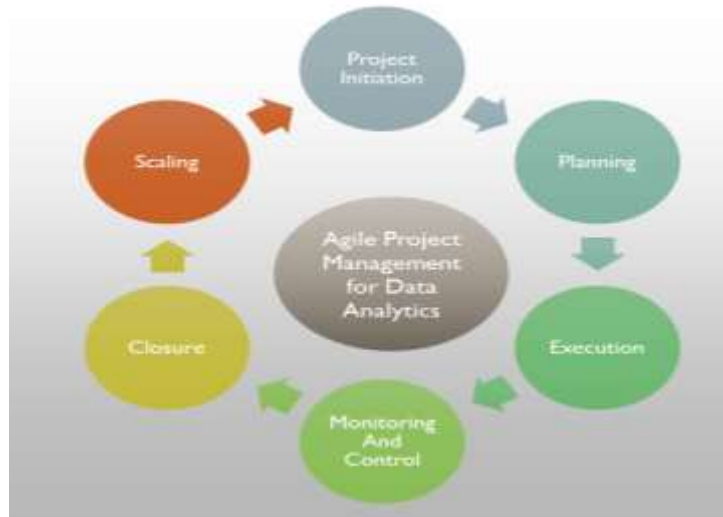 Project
Initiation
Planning
Execution
Monitoring
And
Control
Closure
Scaling
Agile Project
Management
for Data
Analytics